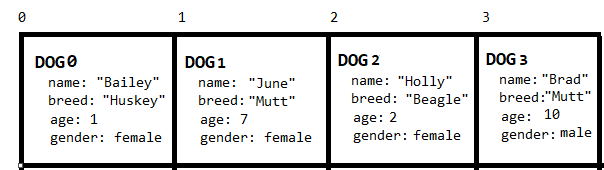 0 1 2 3
DOG 0 DOG 1 DOG 2 DOG 3
name: "Bailey" name: "June" name: "Holly" name: "Brad"
breed: "Huskey" breed: "Mutt" breed: "Beagle" breed:"Mutt"
age: 1 age: 7 age: 2 age: 10
gender: female gender: female gender: female gender: male